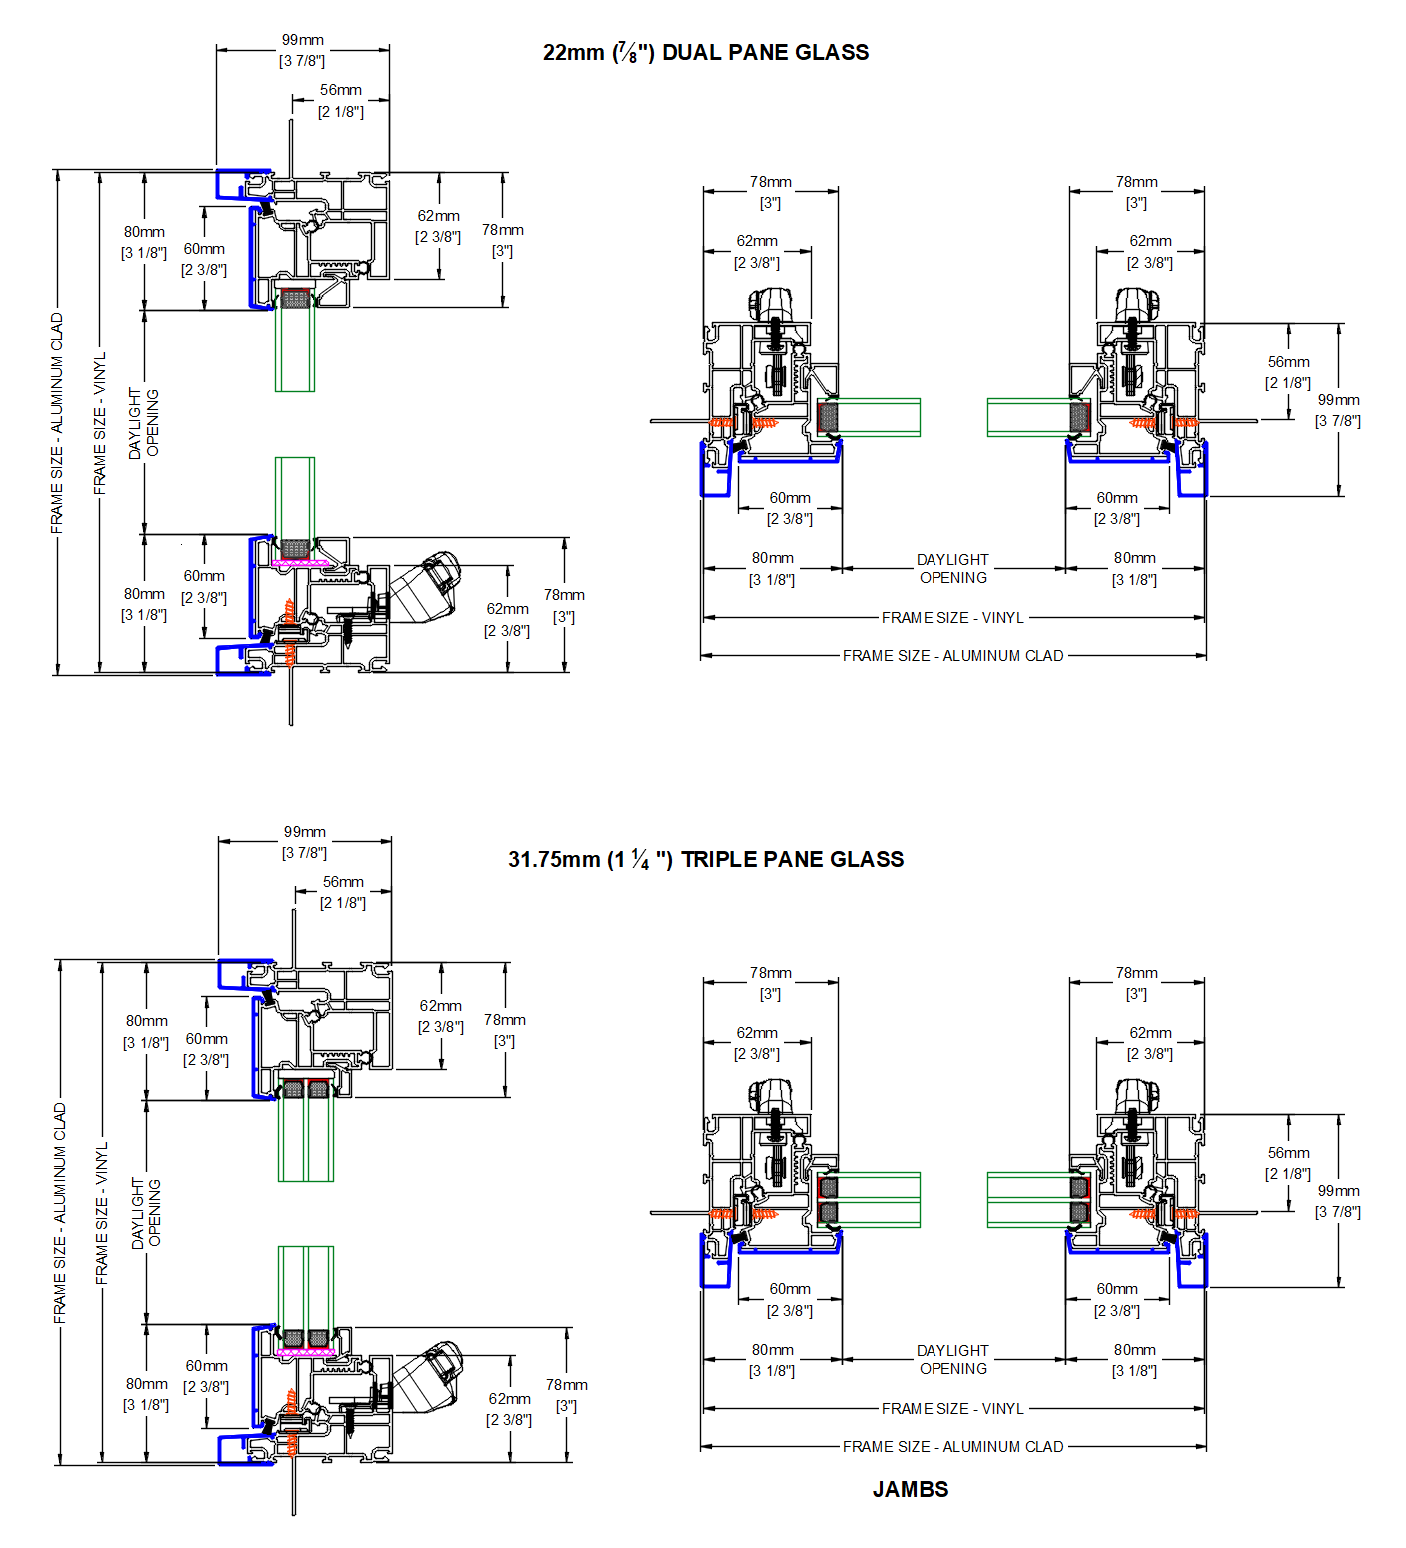 22mm (⅞") DUAL PANE GLASS
99mm
[3 7/8"]
56mm
[2 1/8"]
80mm
[3 1/8"]
60mm
[2 3/8"]
62mm
[2 3/8"]
78mm
[3"]
FRAME SIZE - ALUMINUM CLAD
FRAME SIZE - VINYL
DAYLIGHT
OPENING
60mm
[2 3/8"]
80mm
[3 1/8"]
62mm
[2 3/8"]
78mm
[3"]
78mm
[3"]
62mm
[2 3/8"]
78mm
[3"]
62mm
[2 3/8"]
56mm
[2 1/8"]
99mm
[3 7/8"]
60mm
[2 3/8"]
60mm
[2 3/8"]
80mm
[3 1/8"]
DAYLIGHT
OPENING
80mm
[3 1/8"]
FRAME SIZE - VINYL
FRAME SIZE - ALUMINUM CLAD
31.75mm (1 ¼ ") TRIPLE PANE GLASS
99mm
[3 7/8"]
56mm
[2 1/8"]
80mm
[3 1/8"]
60mm
[2 3/8"]
62mm
[2 3/8"]
78mm
[3"]
FRAME SIZE - ALUMINUM CLAD
FRAME SIZE - VINYL
DAYLIGHT
OPENING
60mm
[2 3/8"]
80mm
[3 1/8"]
62mm
[2 3/8"]
78mm
[3"]
78mm
[3"]
62mm
[2 3/8"]
78mm
[3"]
62mm
[2 3/8"]
56mm
[2 1/8"]
99mm
[3 7/8"]
60mm
[2 3/8"]
60mm
[2 3/8"]
80mm
[3 1/8"]
DAYLIGHT
OPENING
80mm
[3 1/8"]
FRAME SIZE - VINYL
FRAME SIZE - ALUMINUM CLAD
JAMBS